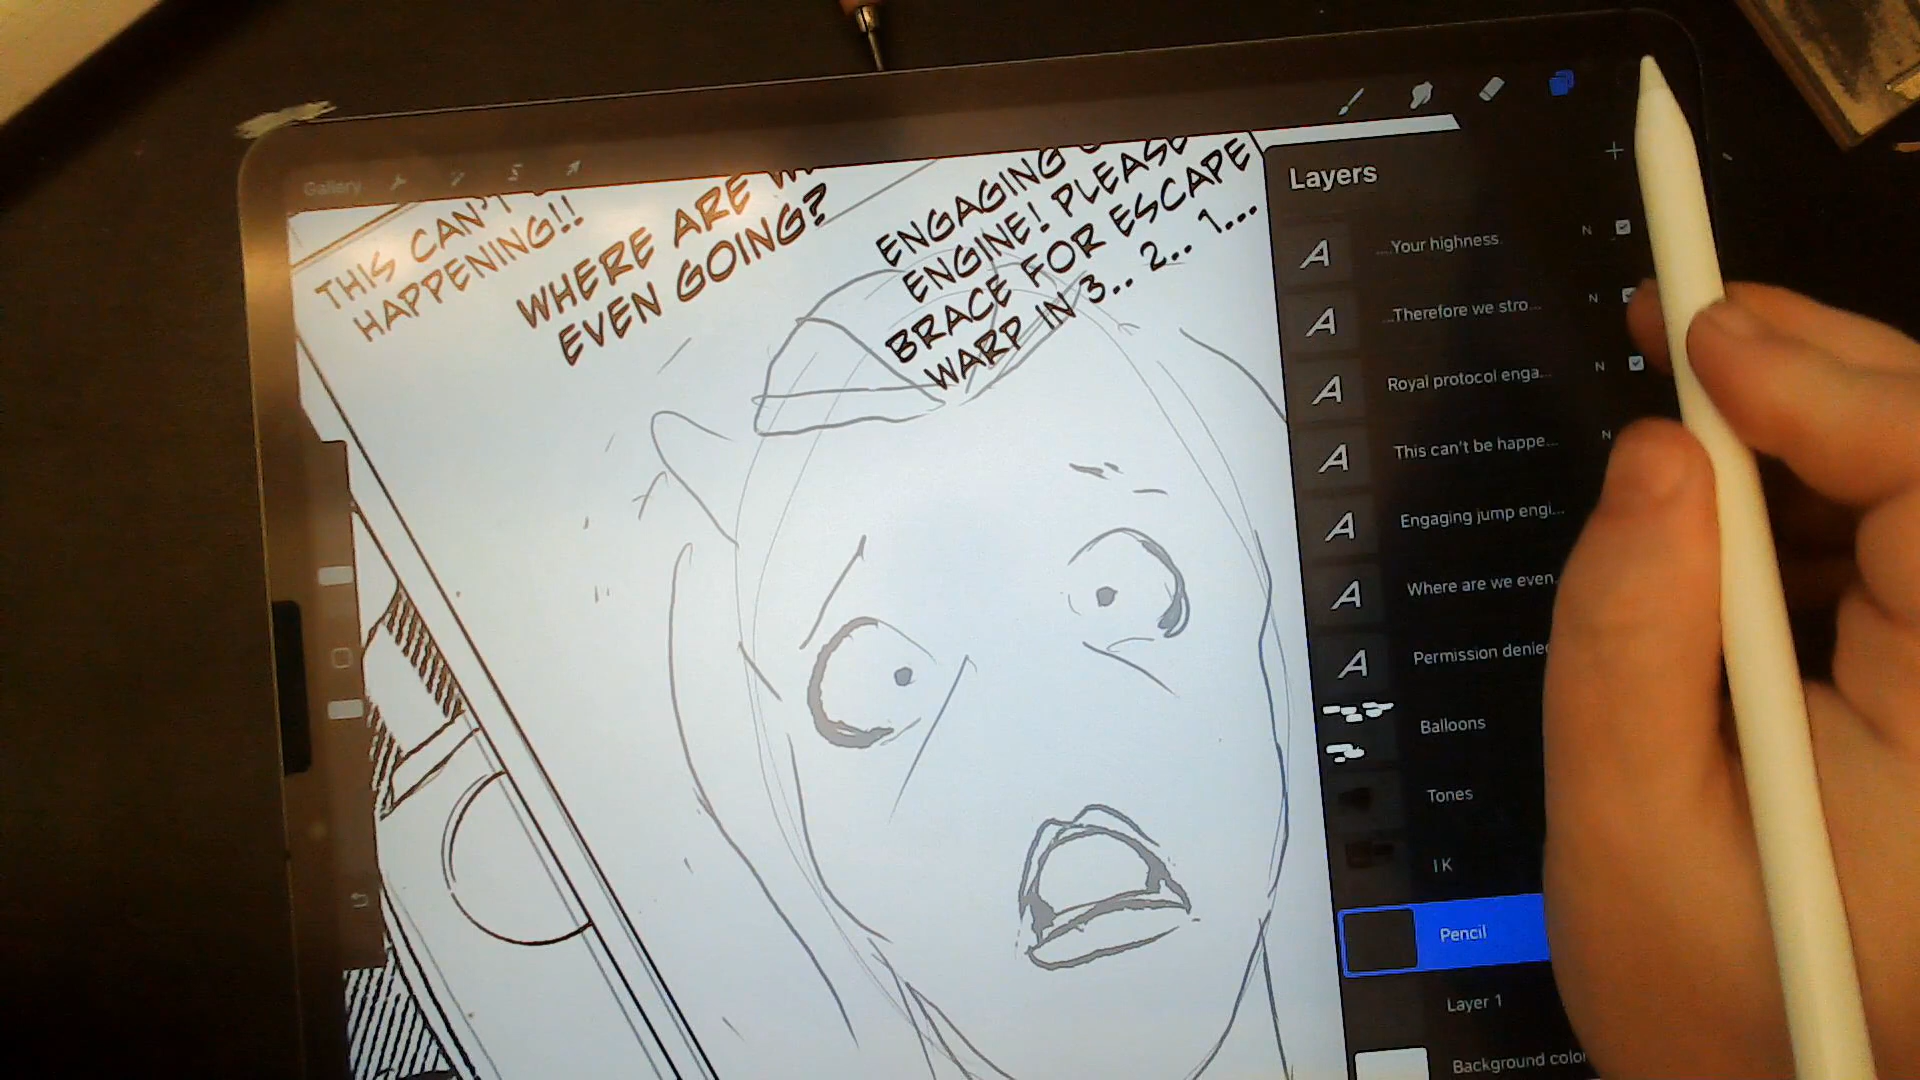 Gallery
THIS CAN'T
HAPPENING!!
WHERE ARE
EVEN GOING?
ENGAGING
ENGINE! PLEASE
BRACE FOR ESCAPE
WARP IN 3.. 2.. 1...
Layers
...Your highness. N
...Therefore we stro... N
Royal protocol enga... N
This can't be happe... N
Engaging jump engi...
Where are we even
Permission denied
Balloons
Tones
IK
Pencil
Layer 1
Background color